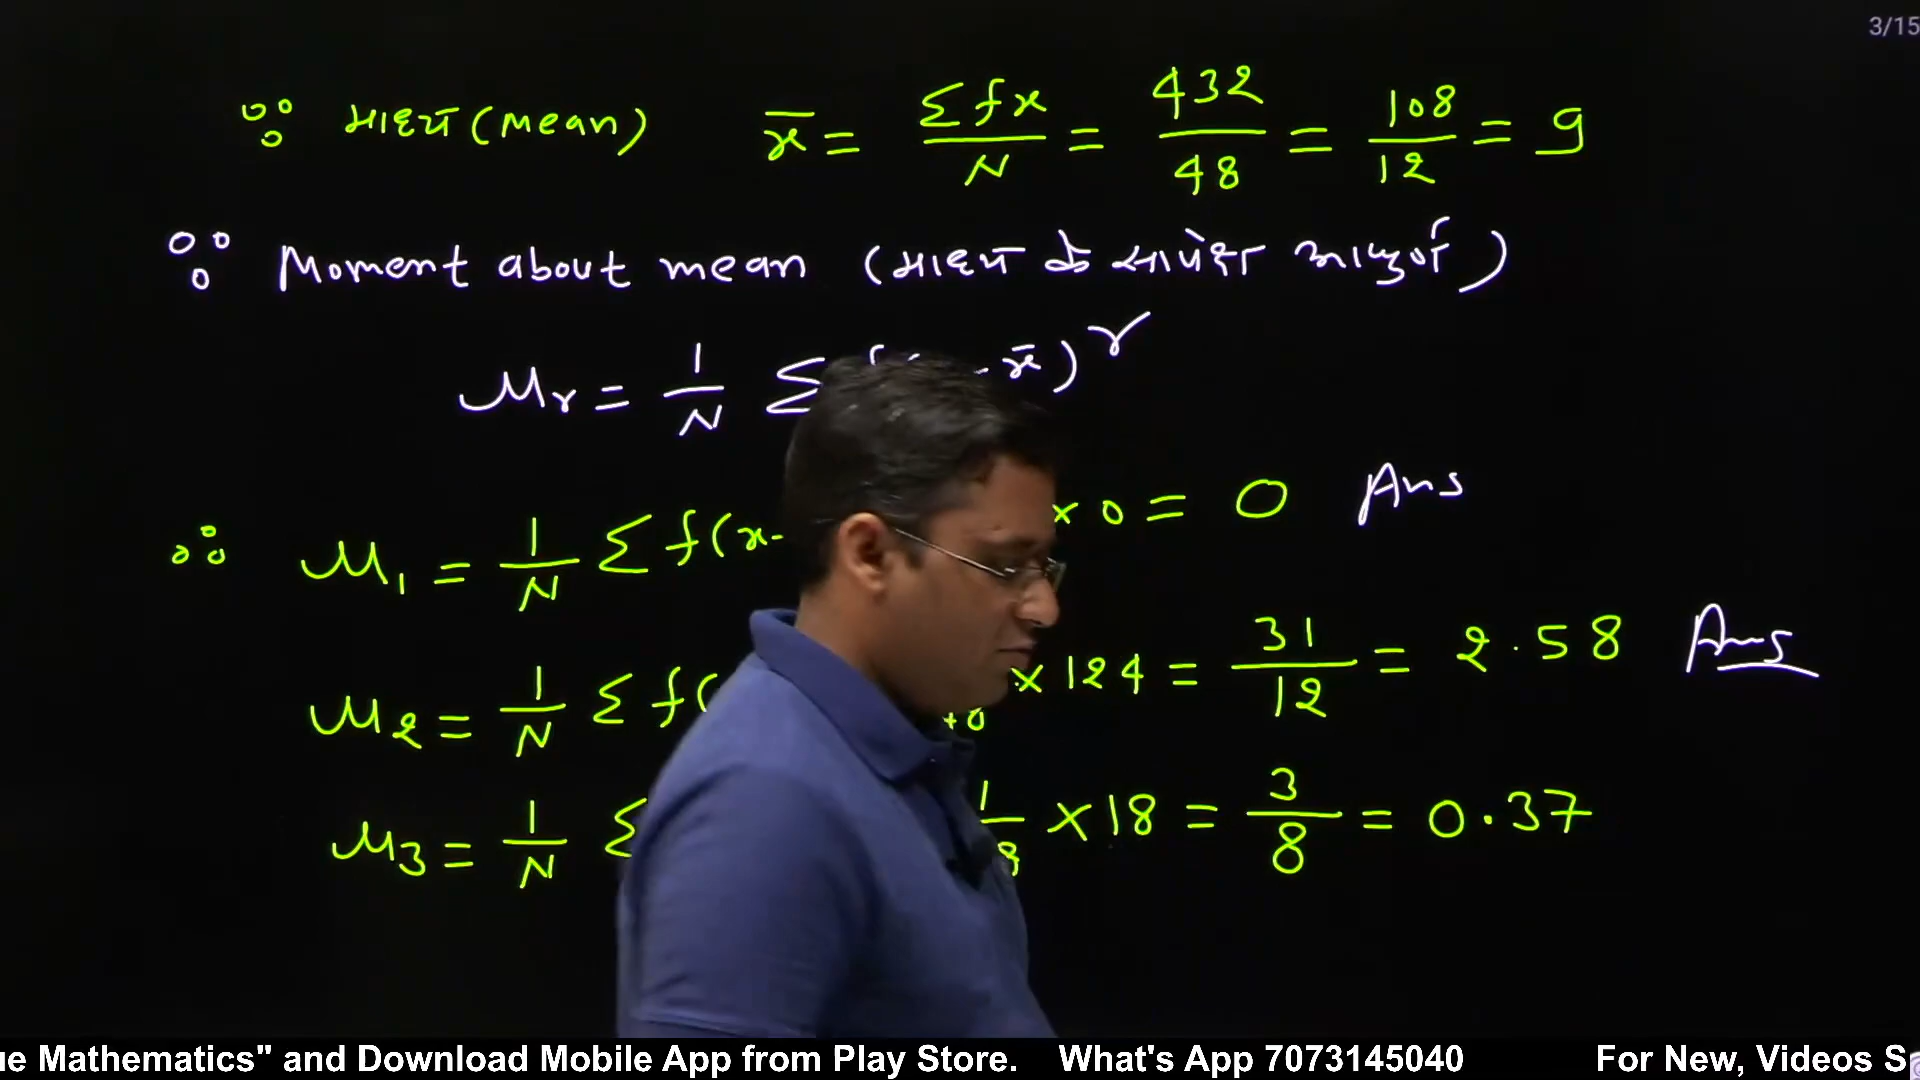 3/15
∵ माध्य (Mean) x̄ = Σfx/N = 432/48 = 108/12 = 9
∵ Moment about mean (माध्य के सापेक्ष आघूर्ण)
μr = 1/N Σ x̄)^r
∴ μ1 = 1/N Σ f(x- × 0 = 0 Ans
μ2 = 1/N Σ f( × 124 = 31/12 = 2.58 Ans
μ3 = 1/N Σ × 18 = 3/8 = 0.37
ue Mathematics" and Download Mobile App from Play Store. What's App 7073145040 For New, Videos S